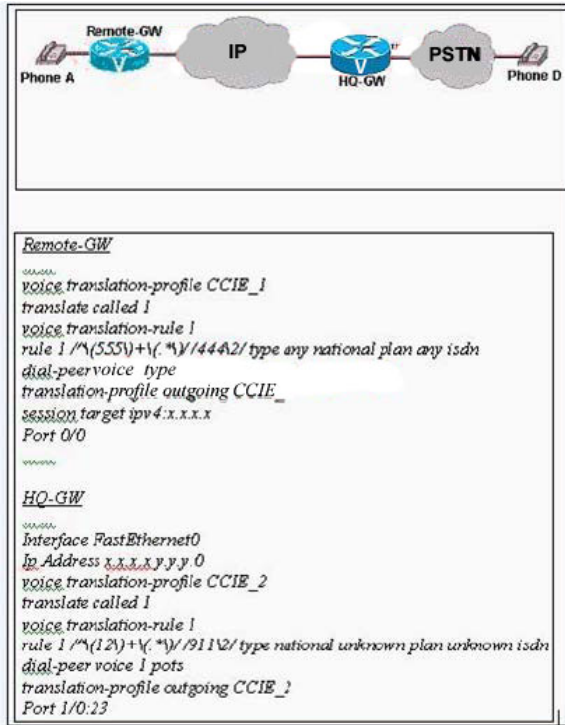 Remote-GW
IP
PSTN
Phone A
HQ-GW
Phone D
Remote-GW
voice translation-profile CCIE_1
translate called 1
voice translation-rule 1
rule 1 /^\(555\)+\(.*\)/ /444\2/ type any national plan any isdn
dial-peer voice type
translation-profile outgoing CCIE_
session target ipv4:x.x.x.x
Port 0/0
HQ-GW
Interface FastEthernet0
Ip Address x.x.x.x y.y.y.0
voice translation-profile CCIE_2
translate called 1
voice translation-rule 1
rule 1 /^\(12\)+\(.*\)/ /911\2/ type national unknown plan unknown isdn
dial-peer voice 1 pots
translation-profile outgoing CCIE_2
Port 1/0:23